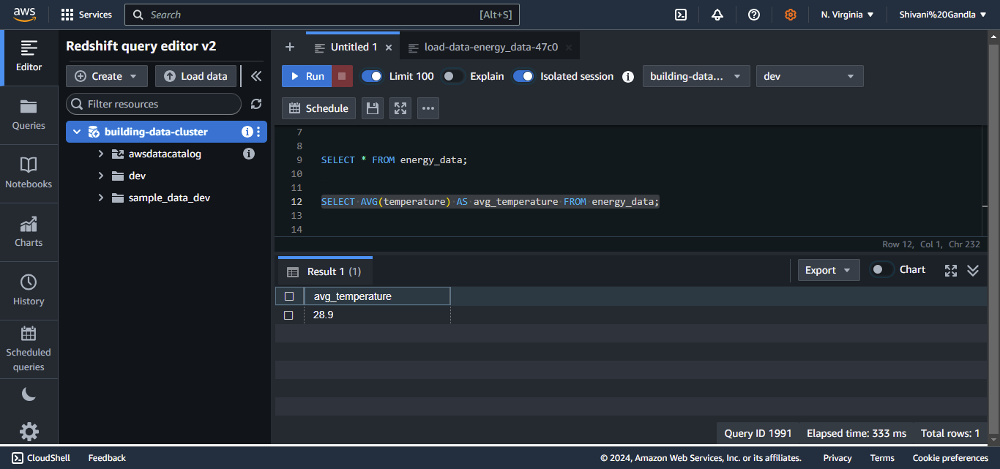 aws
Services
Search
[Alt+S]
N. Virginia
Shivani%20Gandla
Editor
Queries
Notebooks
Charts
History
Scheduled
queries
Redshift query editor v2
Create
Load data
Filter resources
building-data-cluster
awsdatacatalog
dev
sample_data_dev
Untitled 1
load-data-energy_data-47c0
Run
Limit 100
Explain
Isolated session
building-data...
dev
Schedule
7
8
9 SELECT * FROM energy_data;
10
11
12 SELECT AVG(temperature) AS avg_temperature FROM energy_data;
13
14
Row 12, Col 1, Chr 232
Result 1 (1)
Export
Chart
avg_temperature
28.9
Query ID 1991 Elapsed time: 333 ms Total rows: 1
CloudShell
Feedback
© 2024, Amazon Web Services, Inc. or its affiliates.
Privacy
Terms
Cookie preferences